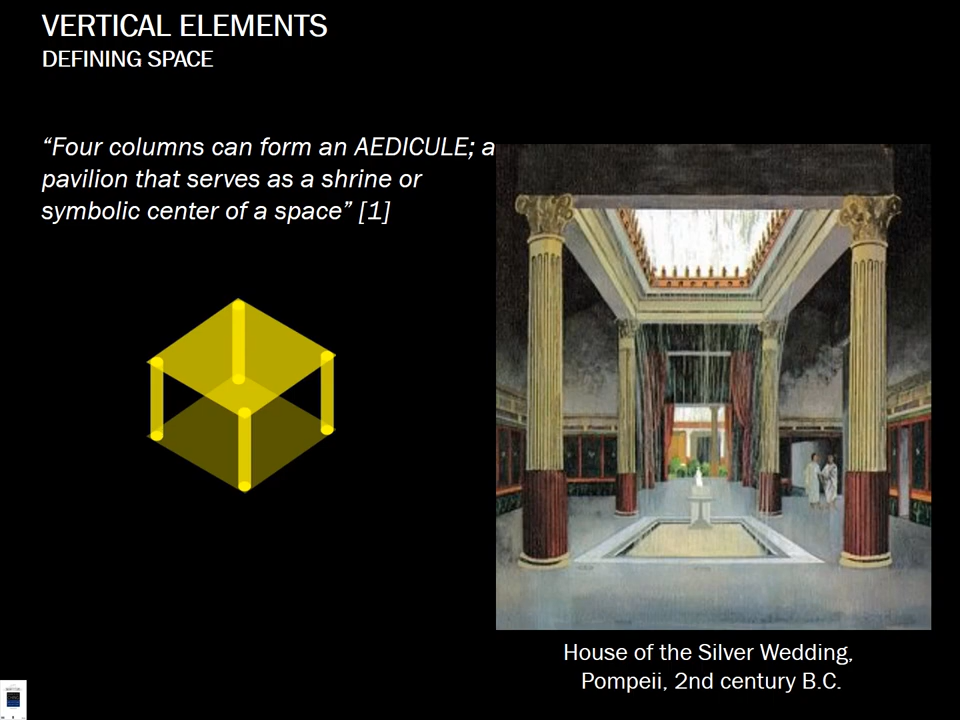 VERTICAL ELEMENTS
DEFINING SPACE
“Four columns can form an AEDICULE; a
pavilion that serves as a shrine or
symbolic center of a space” [1]
House of the Silver Wedding,
Pompeii, 2nd century B.C.